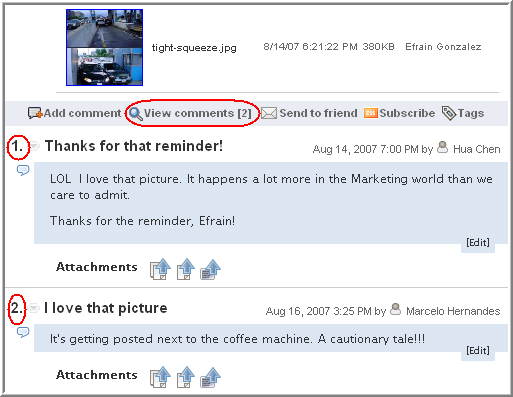 tight-squeeze.jpg 8/14/07 6:21:22 PM 380KB Efrain Gonzalez
Add comment View comments [2] Send to friend Subscribe Tags
1. Thanks for that reminder! Aug 14, 2007 7:00 PM by Hua Chen
LOL I love that picture. It happens a lot more in the Marketing world than we
care to admit.
Thanks for the reminder, Efrain!
[Edit]
Attachments
2. I love that picture Aug 16, 2007 3:25 PM by Marcelo Hernandes
It's getting posted next to the coffee machine. A cautionary tale!!!
[Edit]
Attachments